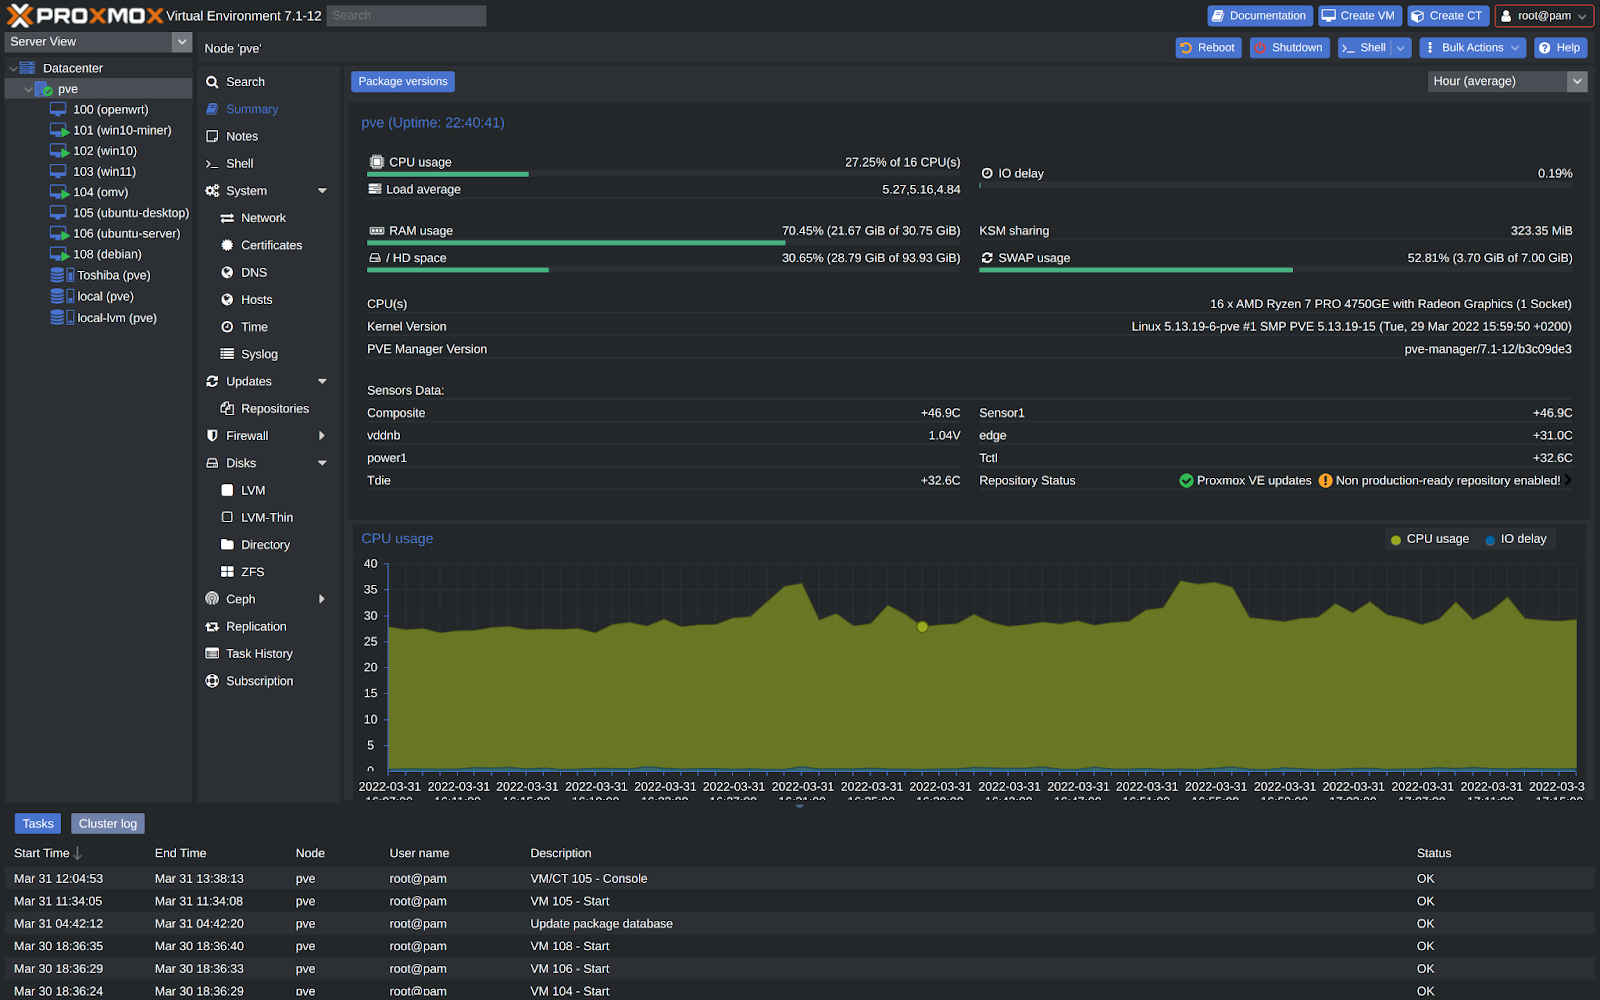 PROXMOX Virtual Environment 7.1-12 Search Documentation Create VM Create CT root@pam
Server View
Node 'pve' Reboot Shutdown Shell Bulk Actions Help
Datacenter
pve
100 (openwrt)
101 (win10-miner)
102 (win10)
103 (win11)
104 (omv)
105 (ubuntu-desktop)
106 (ubuntu-server)
108 (debian)
Toshiba (pve)
local (pve)
local-lvm (pve)
Search
Summary
Notes
Shell
System
Network
Certificates
DNS
Hosts
Time
Syslog
Updates
Repositories
Firewall
Disks
LVM
LVM-Thin
Directory
ZFS
Ceph
Replication
Task History
Subscription
Package versions Hour (average)
pve (Uptime: 22:40:41)
CPU usage 27.25% of 16 CPU(s)
IO delay 0.19%
Load average 5.27,5.16,4.84
RAM usage 70.45% (21.67 GiB of 30.75 GiB) KSM sharing 323.35 MiB
/ HD space 30.65% (28.79 GiB of 93.93 GiB) SWAP usage 52.81% (3.70 GiB of 7.00 GiB)
CPU(s) 16 x AMD Ryzen 7 PRO 4750GE with Radeon Graphics (1 Socket)
Kernel Version Linux 5.13.19-6-pve #1 SMP PVE 5.13.19-15 (Tue, 29 Mar 2022 15:59:50 +0200)
PVE Manager Version pve-manager/7.1-12/b3c09de3
Sensors Data:
Composite +46.9C Sensor1 +46.9C
vddnb 1.04V edge +31.0C
power1 Tctl +32.6C
Tdie +32.6C Repository Status Proxmox VE updates Non production-ready repository enabled!
CPU usage CPU usage IO delay
40
35
30
25
20
15
10
5
0
2022-03-31 2022-03-31 2022-03-31 2022-03-31 2022-03-31 2022-03-31 2022-03-31 2022-03-31 2022-03-31 2022-03-31 2022-03-31 2022-03-31 2022-03-31 2022-03-31 2022-03-31 2022-03-31 2022-03-31 2022-03-3
Tasks Cluster log
Start Time End Time Node User name Description Status
Mar 31 12:04:53 Mar 31 13:38:13 pve root@pam VM/CT 105 - Console OK
Mar 31 11:34:05 Mar 31 11:34:08 pve root@pam VM 105 - Start OK
Mar 31 04:42:12 Mar 31 04:42:20 pve root@pam Update package database OK
Mar 30 18:36:35 Mar 30 18:36:40 pve root@pam VM 108 - Start OK
Mar 30 18:36:29 Mar 30 18:36:33 pve root@pam VM 106 - Start OK
Mar 30 18:36:24 Mar 30 18:36:29 pve root@pam VM 104 - Start OK